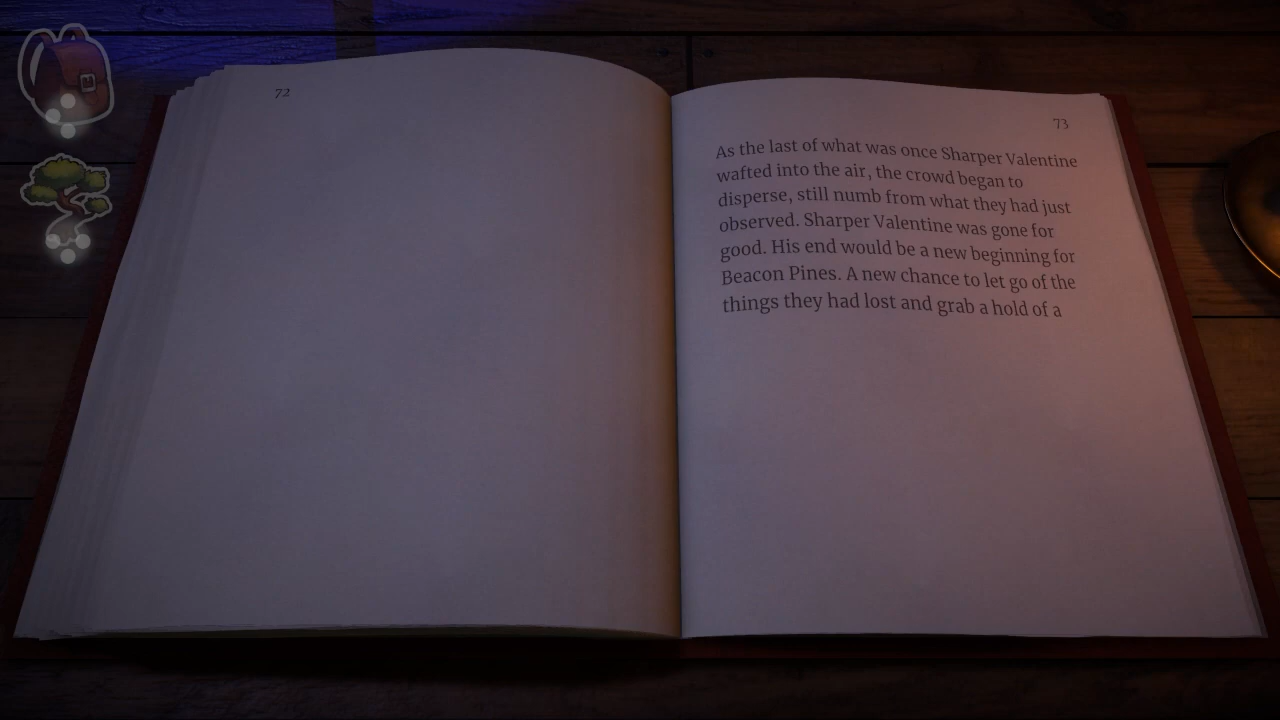 72
73
As the last of what was once Sharper Valentine
wafted into the air, the crowd began to
disperse, still numb from what they had just
observed. Sharper Valentine was gone for
good. His end would be a new beginning for
Beacon Pines. A new chance to let go of the
things they had lost and grab a hold of a